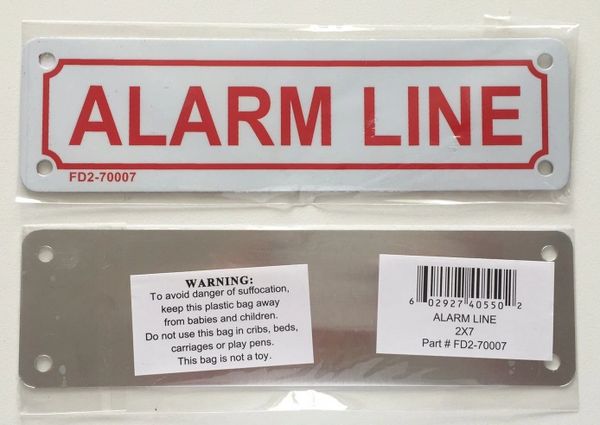 ALARM LINE
FD2-70007
WARNING:
To avoid danger of suffocation,
keep this plastic bag away
from babies and children.
Do not use this bag in cribs, beds,
carriages or play pens.
This bag is not a toy.
6 02927 40550 2
ALARM LINE
2X7
Part # FD2-70007